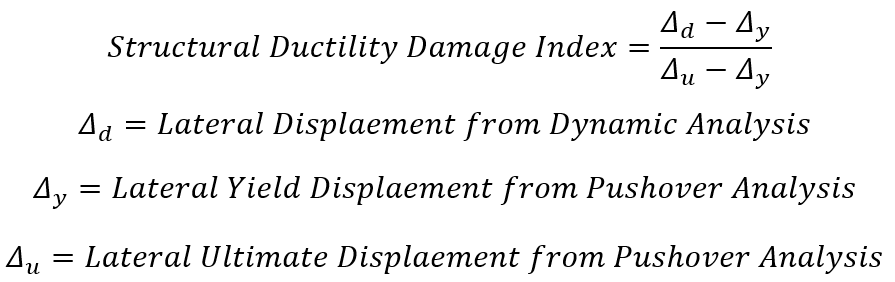 Structural Ductility Damage Index = \frac{Δ_d − Δ_y}{Δ_u − Δ_y}
Δ_d = Lateral Displaement from Dynamic Analysis
Δ_y = Lateral Yield Displaement from Pushover Analysis
Δ_u = Lateral Ultimate Displaement from Pushover Analysis